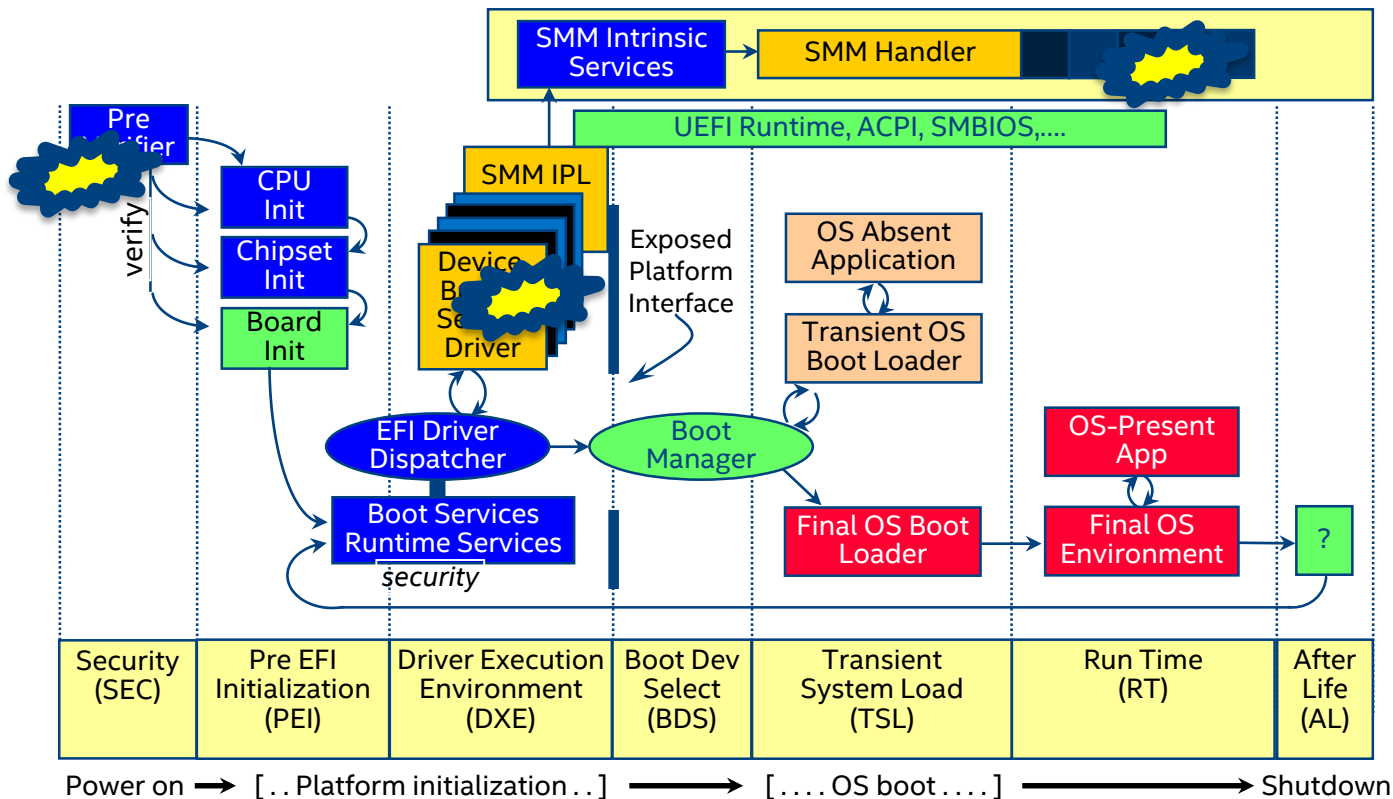 SMM Intrinsic
Services
SMM Handler
UEFI Runtime, ACPI, SMBIOS,....
Pre
verify
CPU
Init
Chipset
Init
Board
Init
SMM IPL
Device
Driver
Exposed
Platform
Interface
OS Absent
Application
Transient OS
Boot Loader
EFI Driver
Dispatcher
Boot
Manager
OS-Present
App
Boot Services
Runtime Services
security
Final OS Boot
Loader
Final OS
Environment
?
Security
(SEC)
Pre EFI
Initialization
(PEI)
Driver Execution
Environment
(DXE)
Boot Dev
Select
(BDS)
Transient
System Load
(TSL)
Run Time
(RT)
After
Life
(AL)
Power on
[ . . Platform initialization . . ]
[ . . . . OS boot . . . . ]
Shutdown